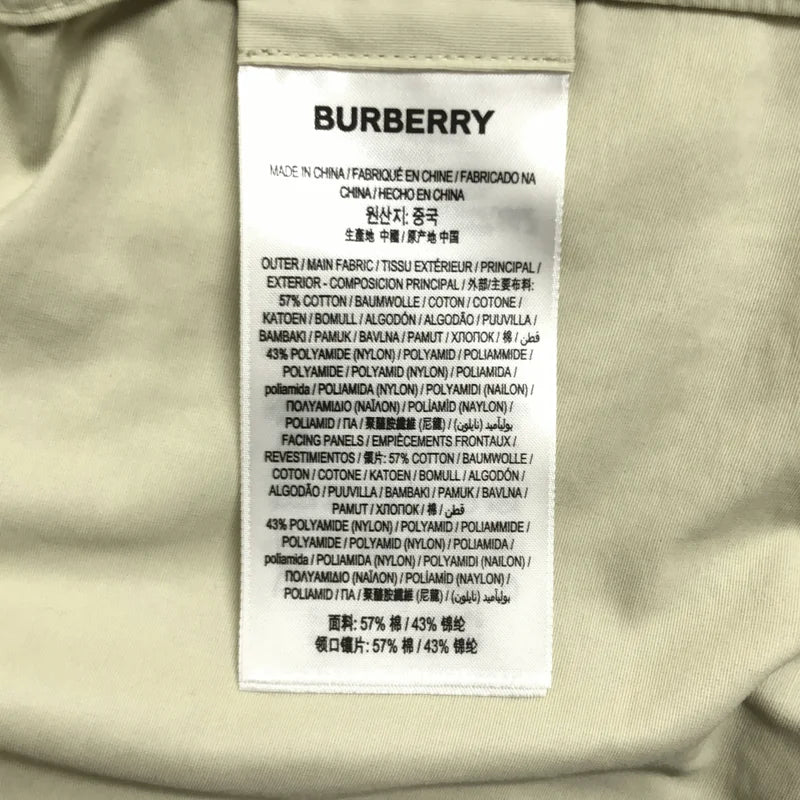 BURBERRY
MADE IN CHINA / FABRIQUÉ EN CHINE / FABRICADO NA
CHINA / HECHO EN CHINA
원산지: 중국
生產地 中國 / 原产地 中国
OUTER / MAIN FABRIC / TISSU EXTÉRIEUR / PRINCIPAL /
EXTERIOR - COMPOSICION PRINCIPAL / 外部/主要布料:
57% COTTON / BAUMWOLLE / COTON / COTONE /
KATOEN / BOMULL / ALGODÓN / ALGODÃO / PUUVILLA /
BAMBAKI / PAMUK / BAVLNA / PAMUT / ХЛОПОК / 棉 / قطن
43% POLYAMIDE (NYLON) / POLYAMID / POLIAMMIDE /
POLYAMIDE / POLYAMID (NYLON) / POLIAMIDA /
poliamida / POLIAMIDA (NYLON) / POLYAMIDI (NAILON) /
ΠΟΛΥΑΜΙΔΙΟ (ΝΑΪΛΟΝ) / POLÍAMÍD (NAYLON) /
POLIAMID / ПА / 聚醯胺纖維 (尼龍) / بوليأميد (نايلون) /
FACING PANELS / EMPIÈCEMENTS FRONTAUX /
REVESTIMIENTOS / 领片: 57% COTTON / BAUMWOLLE /
COTON / COTONE / KATOEN / BOMULL / ALGODÓN /
ALGODÃO / PUUVILLA / BAMBAKI / PAMUK / BAVLNA /
PAMUT / ХЛОПОК / 棉 / قطن
43% POLYAMIDE (NYLON) / POLYAMID / POLIAMMIDE /
POLYAMIDE / POLYAMID (NYLON) / POLIAMIDA /
poliamida / POLIAMIDA (NYLON) / POLYAMIDI (NAILON) /
ΠΟΛΥΑΜΙΔΙΟ (ΝΑΪΛΟΝ) / POLÍAMÍD (NAYLON) /
POLIAMID / ПА / 聚醯胺纖維 (尼龍) / بوليأميد (نايلون)
面料: 57% 棉 / 43% 锦纶
领口镶片: 57% 棉 / 43% 锦纶